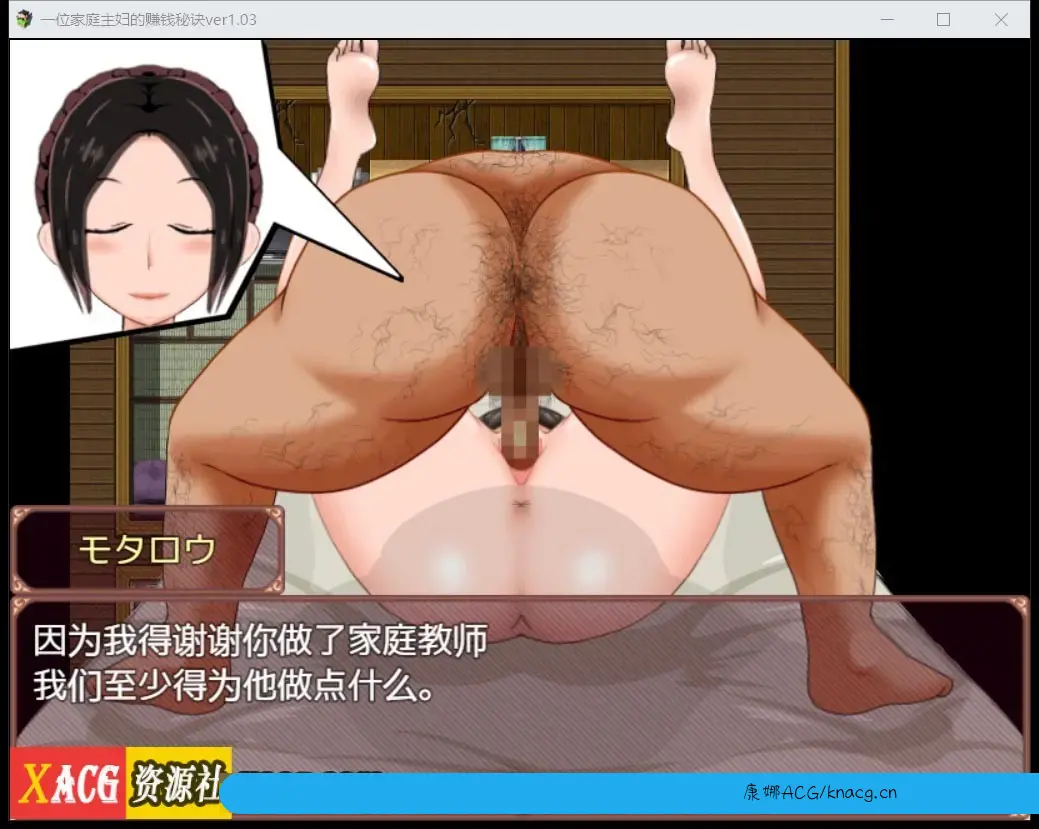 一位家庭主妇的赚钱秘诀ver1.03
モタロウ
因为我得谢谢你做了家庭教师
我们至少得为他做点什么。
XACG 资源社
康娜ACG/knacg.cn